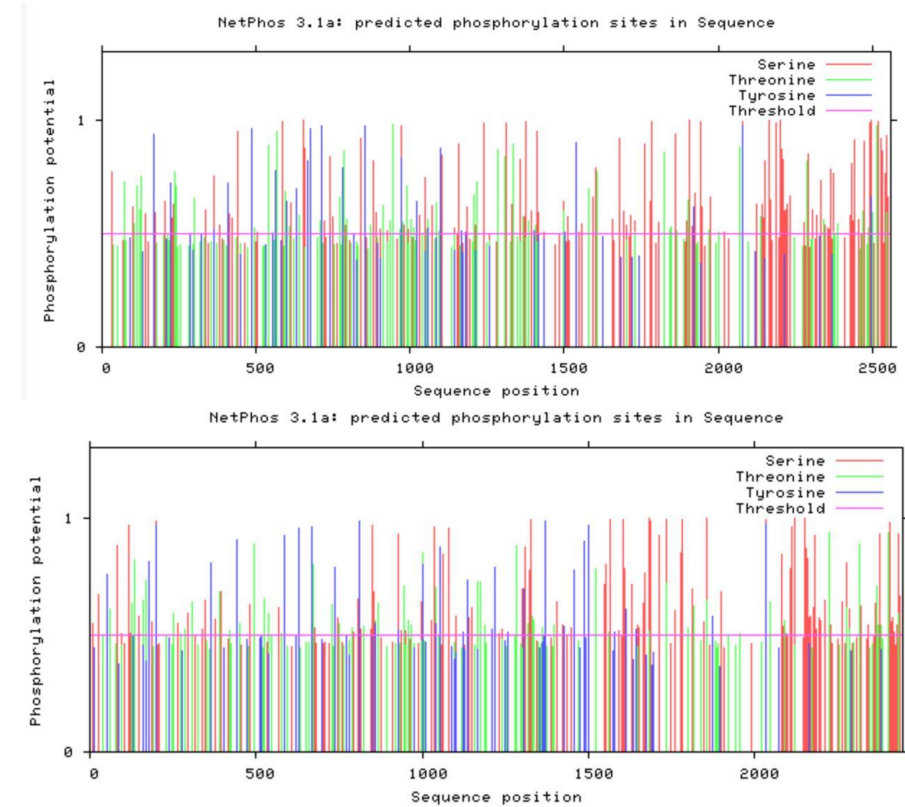 NetPhos 3.1a: predicted phosphorylation sites in Sequence
Serine
Threonine
Tyrosine
Threshold
Phosphorylation potential
1
0
0 500 1000 1500 2000 2500
Sequence position
NetPhos 3.1a: predicted phosphorylation sites in Sequence
Serine
Threonine
Tyrosine
Threshold
Phosphorylation potential
1
0
0 500 1000 1500 2000
Sequence position